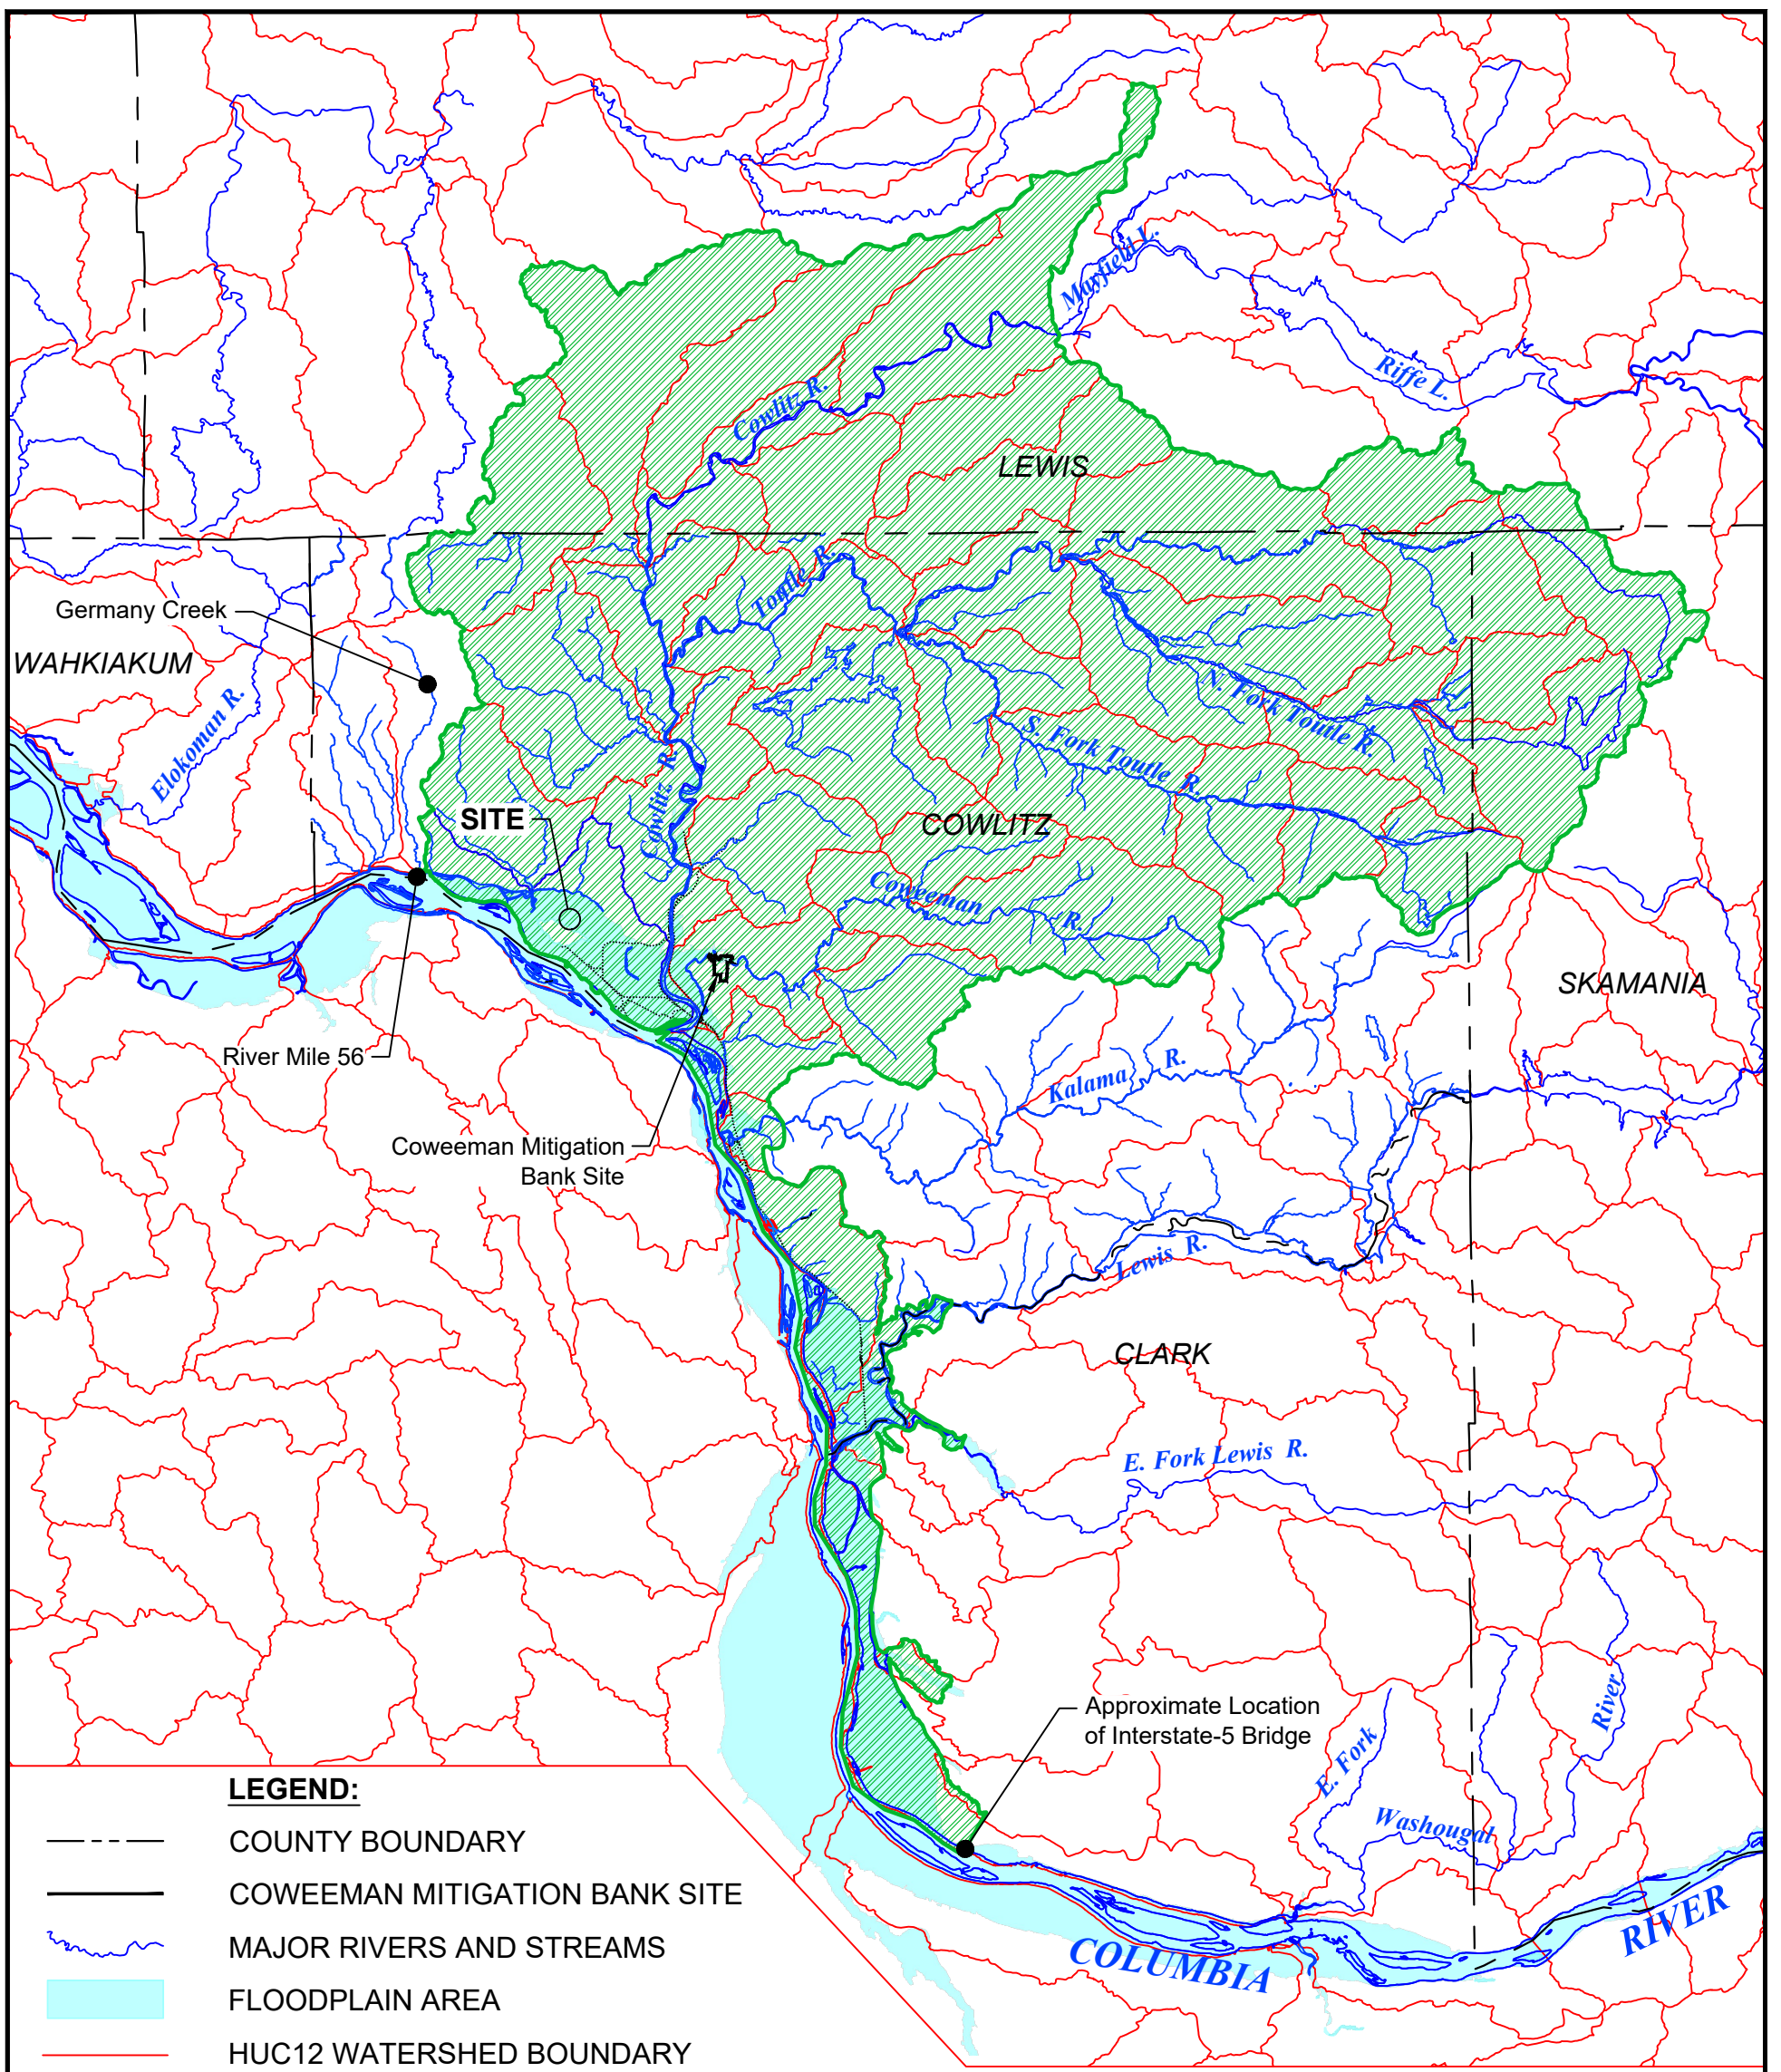 Mayfield L.
Riffe L.
Cowlitz R.
LEWIS
Toutle R.
Germany Creek
WAHKIAKUM
Elokoman R.
N. Fork Toutle R.
S. Fork Toutle R.
Cowlitz R.
SITE
COWLITZ
Coweeman R.
SKAMANIA
River Mile 56
Kalama R.
Coweeman Mitigation
Bank Site
Lewis R.
CLARK
E. Fork Lewis R.
Approximate Location
of Interstate-5 Bridge
E. Fork
Washougal
River
COLUMBIA
RIVER
LEGEND:
COUNTY BOUNDARY
COWEEMAN MITIGATION BANK SITE
MAJOR RIVERS AND STREAMS
FLOODPLAIN AREA
HUC12 WATERSHED BOUNDARY